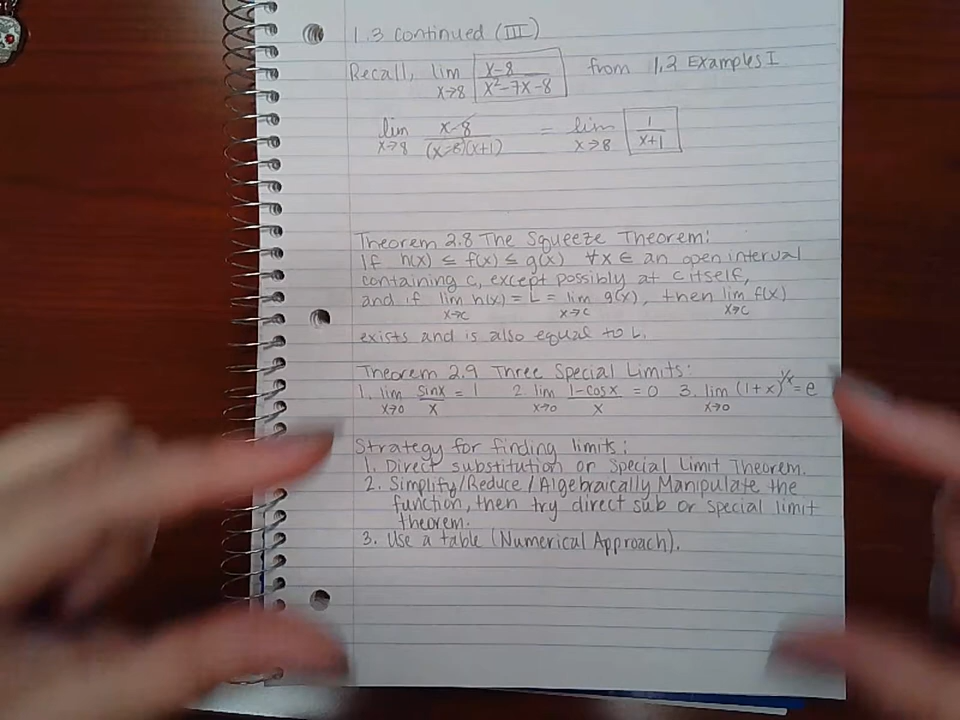 1.3 continued (III)
Recall, lim x→8 x-8/x²-7x-8 from 1.2 Examples I
lim x→8 x-8/(x-8)(x+1) = lim x→8 1/x+1
Theorem 2.8 The Squeeze Theorem:
If h(x) ≤ f(x) ≤ g(x) ∀x ∈ an open interval
containing c, except possibly at c itself,
and if lim x→c h(x) = L = lim x→c g(x), then lim x→c f(x)
exists and is also equal to L.
Theorem 2.9 Three Special Limits:
1. lim x→0 sinx/x = 1 2 lim x→0 1-cosx/x = 0 3. lim x→0 (1+x)^1/x = e
Strategy for finding limits:
1. Direct substitution or Special Limit Theorem.
2. Simplify/Reduce/Algebraically Manipulate the
function, then try direct sub or special limit
theorem.
3. Use a table (Numerical Approach).